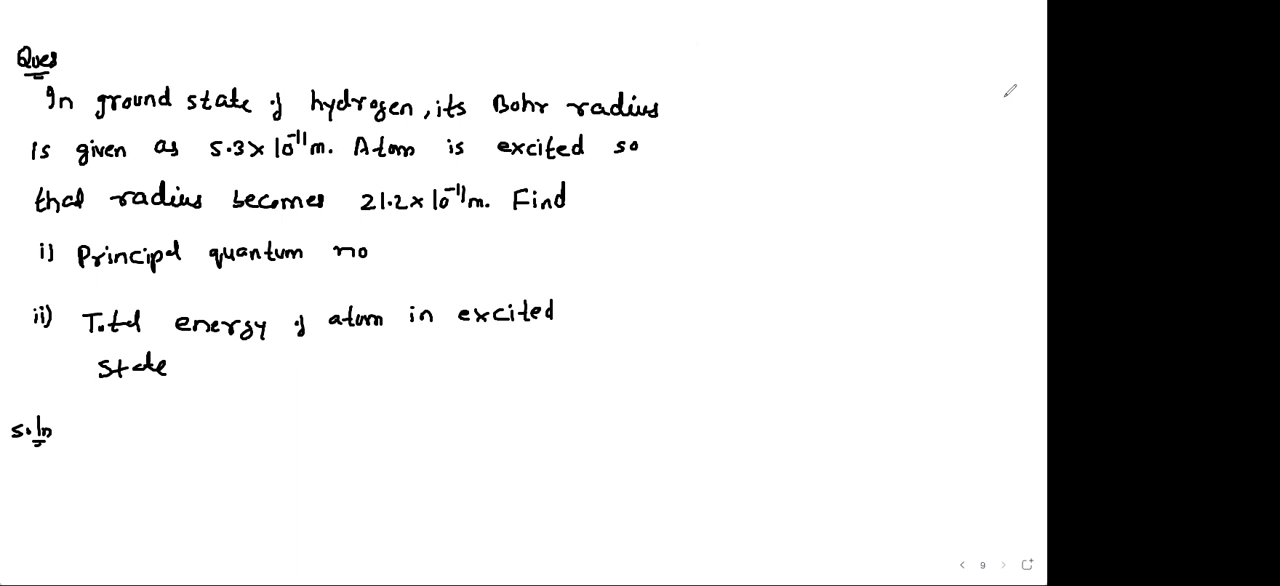 Ques
In ground state of hydrogen, its Bohr radius
is given as 5.3×10⁻¹¹m. Atom is excited so
that radius becomes 21.2×10⁻¹¹m. Find
i) Principal quantum no
ii) Total energy of atom in excited
state
Soln
9